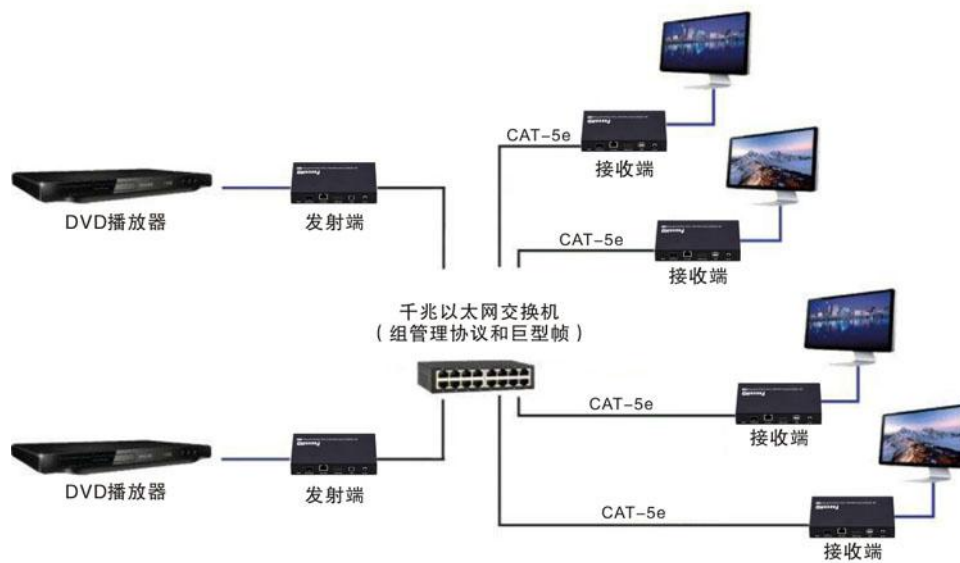 CAT-5e
接收端
DVD播放器
发射端
CAT-5e
接收端
千兆以太网交换机
(组管理协议和巨型帧)
CAT-5e
接收端
DVD播放器
发射端
CAT-5e
接收端